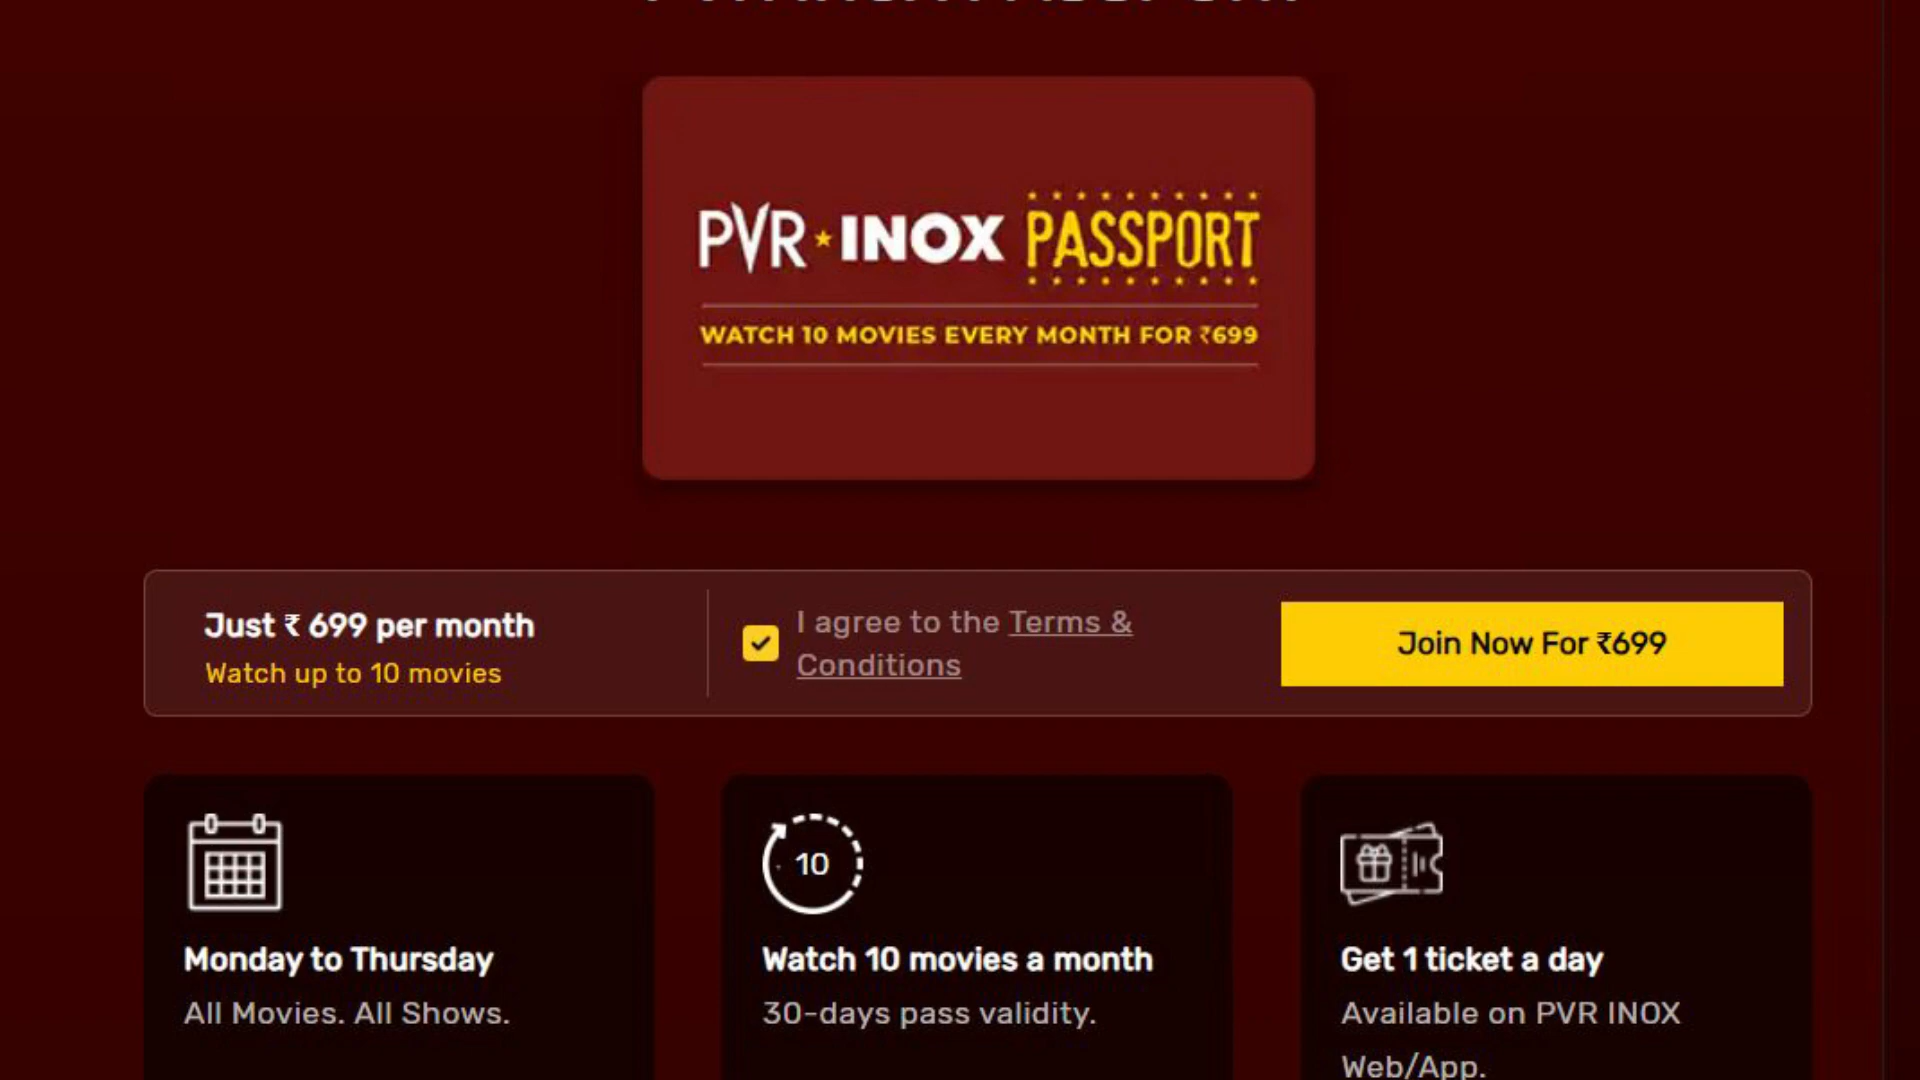 PVR INOX PASSPORT
WATCH 10 MOVIES EVERY MONTH FOR ₹699
Just ₹ 699 per month
Watch up to 10 movies
I agree to the Terms &
Conditions
Join Now For ₹699
Monday to Thursday
All Movies. All Shows.
10
Watch 10 movies a month
30-days pass validity.
Get 1 ticket a day
Available on PVR INOX
Web/App.